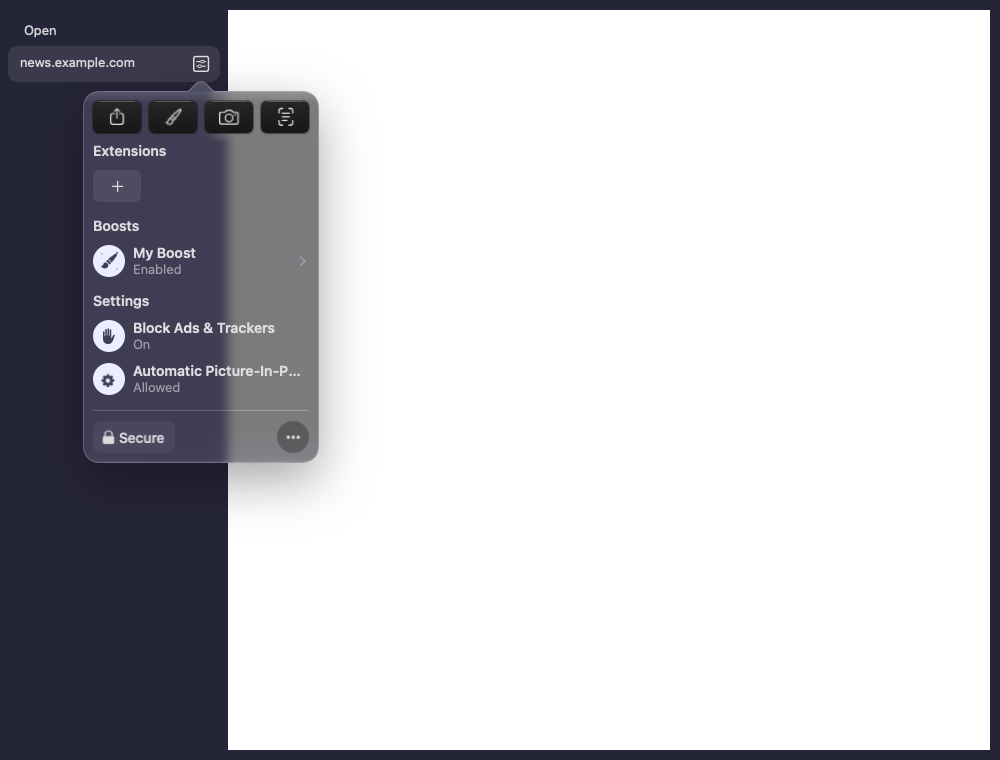 Open
news.example.com
Extensions
Boosts
My Boost
Enabled
Settings
Block Ads & Trackers
On
Automatic Picture-In-P...
Allowed
Secure